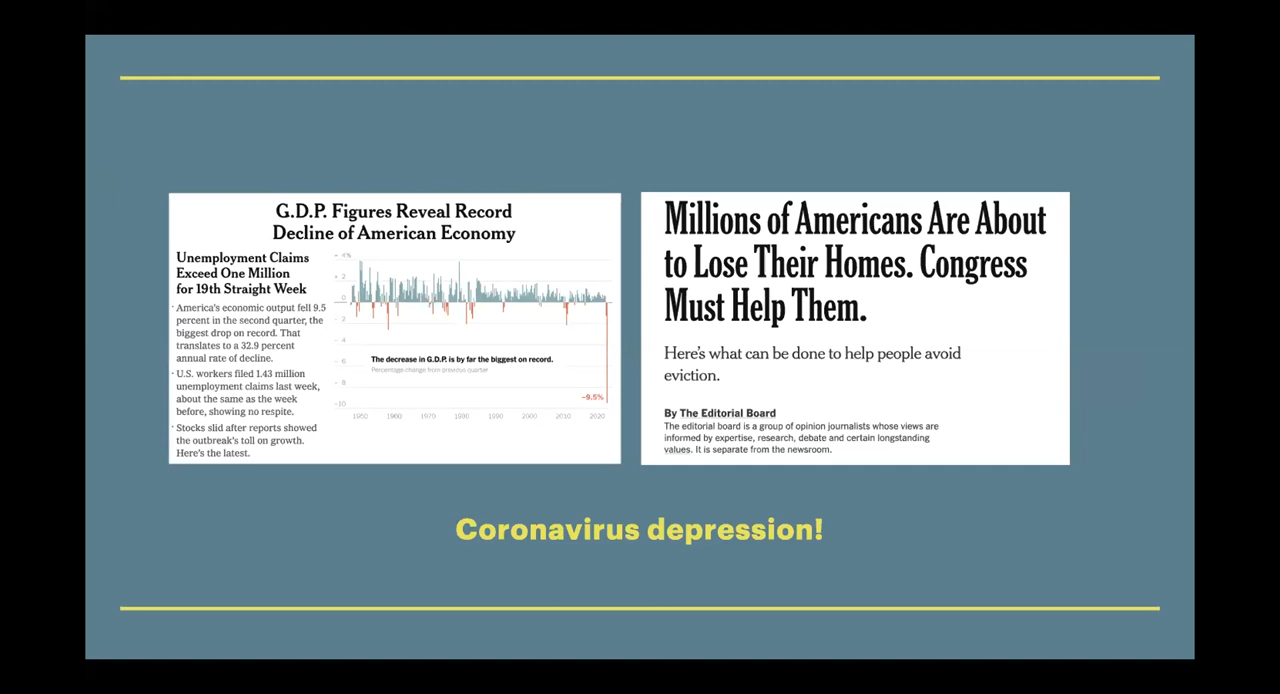 G.D.P. Figures Reveal Record
Decline of American Economy
Unemployment Claims
Exceed One Million
for 19th Straight Week
· America's economic output fell 9.5
percent in the second quarter, the
biggest drop on record. That
translates to a 32.9 percent
annual rate of decline.
· U.S. workers filed 1.43 million
unemployment claims last week,
about the same as the week
before, showing no respite.
· Stocks slid after reports showed
the outbreak's toll on growth.
Here's the latest.
+ 4%
+ 2
0
– 2
– 4
– 6
– 8
–10
The decrease in G.D.P. is by far the biggest on record.
Percentage change from previous quarter
–9.5%
1950 1960 1970 1980 1990 2000 2010 2020
Millions of Americans Are About
to Lose Their Homes. Congress
Must Help Them.
Here's what can be done to help people avoid
eviction.
By The Editorial Board
The editorial board is a group of opinion journalists whose views are
informed by expertise, research, debate and certain longstanding
values. It is separate from the newsroom.
Coronavirus depression!